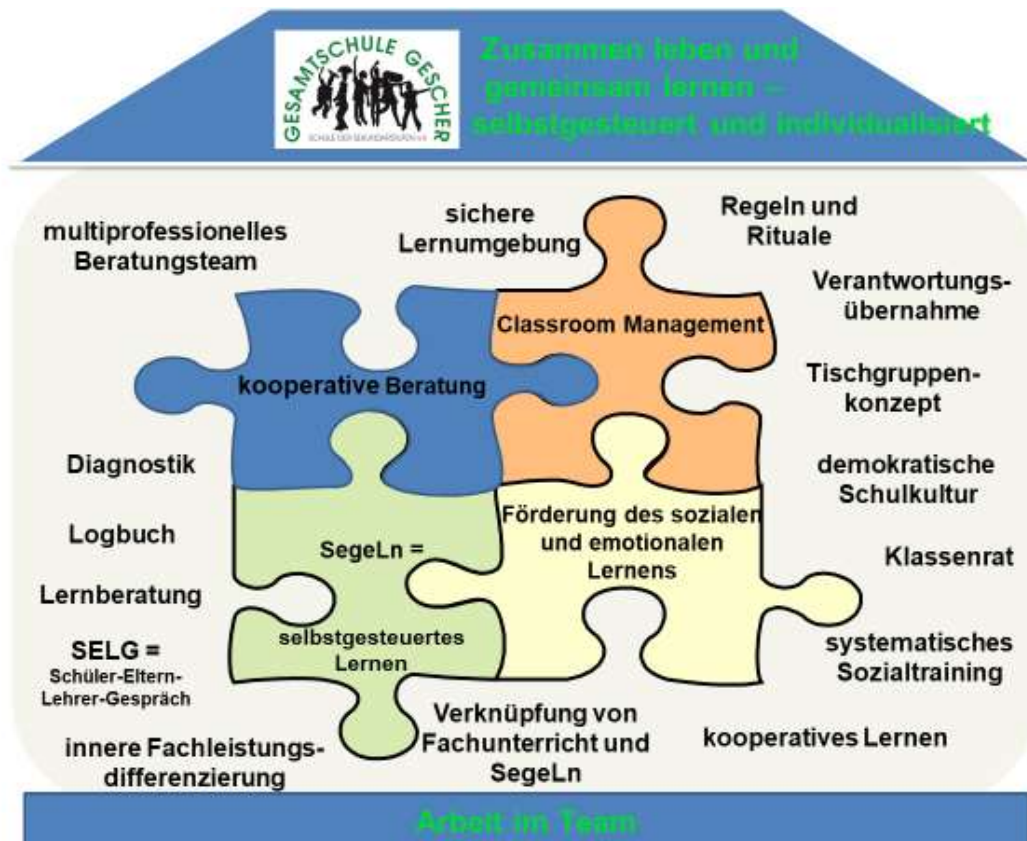 GESAMTSCHULE GESCHER
Zusammen leben und
gemeinsam lernen –
selbstgesteuert und individualisiert
multiprofessionelles
Beratungsteam
sichere
Lernumgebung
Regeln und
Rituale
Verantwortungs-
übernahme
Classroom Management
kooperative Beratung
Tischgruppen-
konzept
Diagnostik
demokratische
Schulkultur
Logbuch
SegeLn =
selbstgesteuertes
Lernen
Förderung des sozialen
und emotionalen
Lernens
Klassenrat
Lernberatung
SELG =
Schüler-Eltern-
Lehrer-Gespräch
systematisches
Sozialtraining
innere Fachleistungs-
differenzierung
Verknüpfung von
Fachunterricht und
SegeLn
kooperatives Lernen
Arbeit im Team